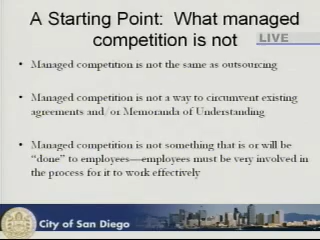 A Starting Point: What managed
competition is not
LIVE
• Managed competition is not the same as outsourcing
• Managed competition is not a way to circumvent existing
agreements and/or Memoranda of Understanding
• Managed competition is not something that is or will be
“done” to employees—employees must be very involved in
the process for it to work effectively
City of San Diego